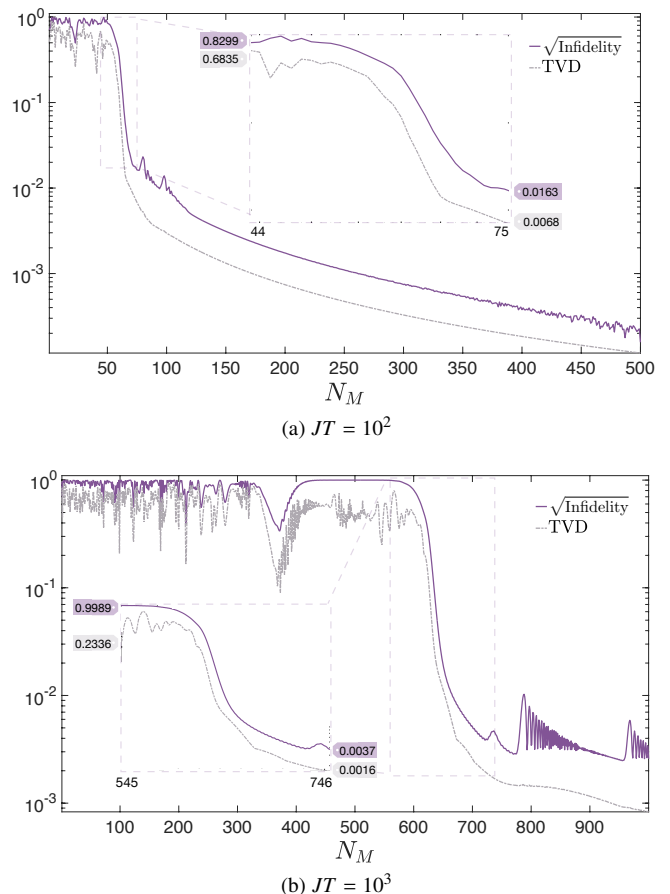 10^0
10^-1
10^-2
10^-3
0.8299
0.6835
0.0163
0.0068
44
75
√Infidelity
TVD
50 100 150 200 250 300 350 400 450 500
N_M
(a) JT = 10^2
10^0
10^-1
10^-2
10^-3
√Infidelity
TVD
0.9989
0.2336
0.0037
0.0016
545
746
100 200 300 400 500 600 700 800 900
N_M
(b) JT = 10^3